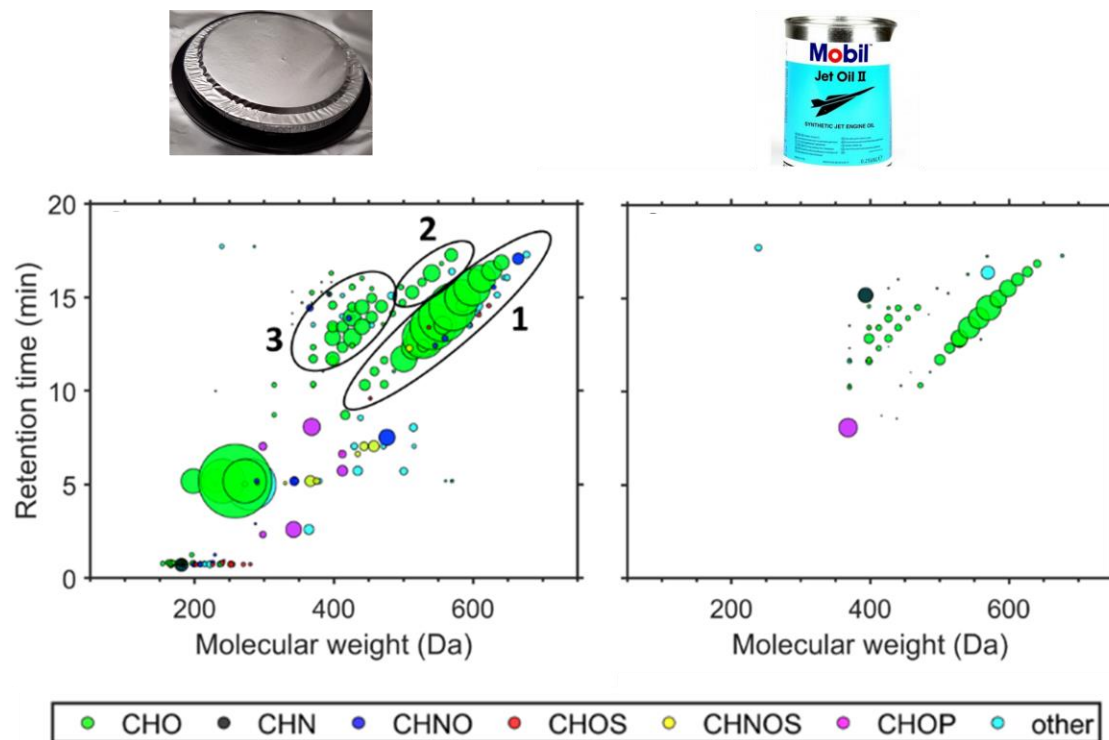 Mobil
Jet Oil II
SYNTHETIC JET ENGINE OIL
20
15
10
5
0
Retention time (min)
2
1
3
200
400
600
Molecular weight (Da)
200
400
600
Molecular weight (Da)
CHO
CHN
CHNO
CHOS
CHNOS
CHOP
other